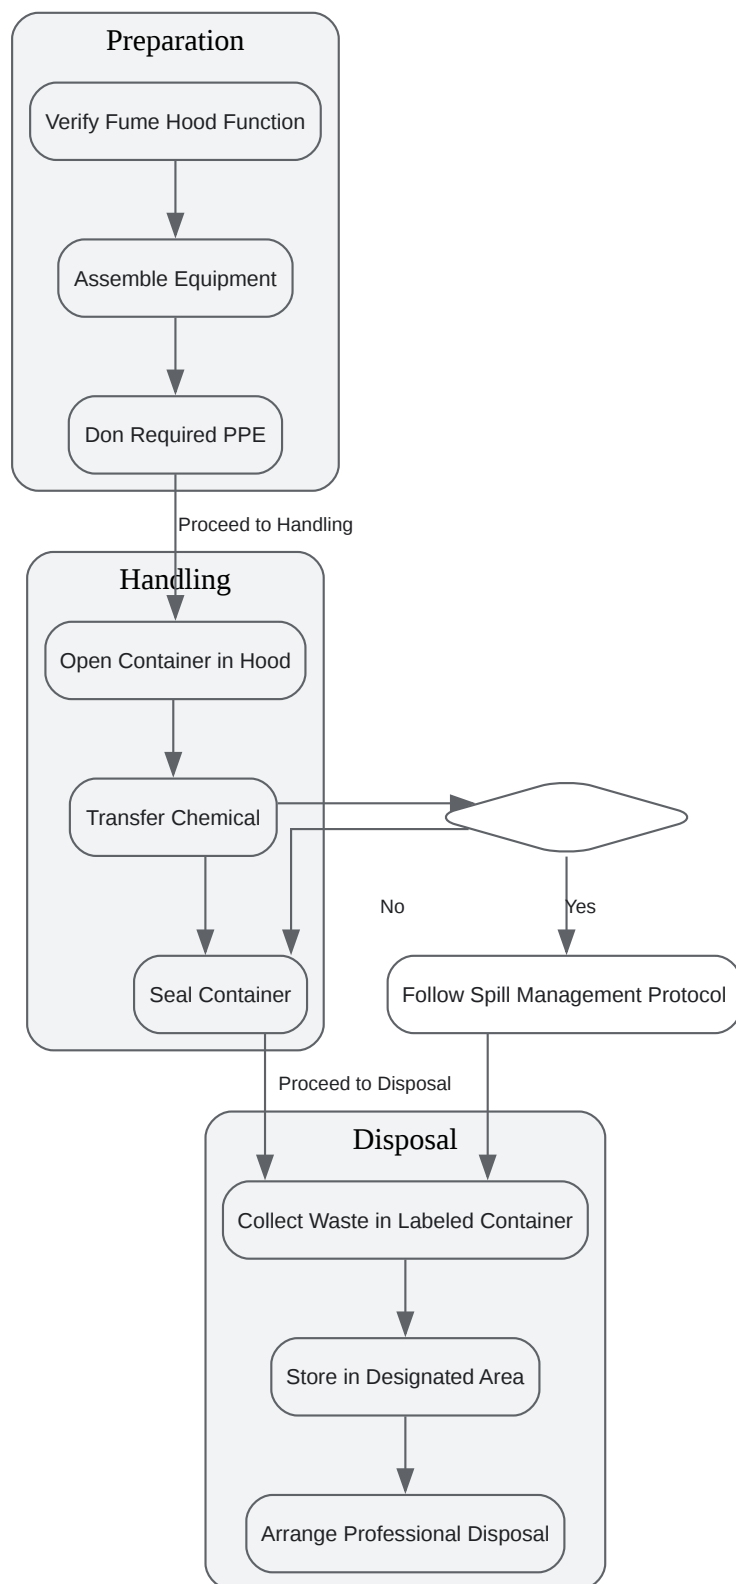 Preparation
Verify Fume Hood Function
Assemble Equipment
Don Required PPE
Proceed to Handling
Handling
Open Container in Hood
Transfer Chemical
No
Yes
Seal Container
Follow Spill Management Protocol
Proceed to Disposal
Disposal
Collect Waste in Labeled Container
Store in Designated Area
Arrange Professional Disposal